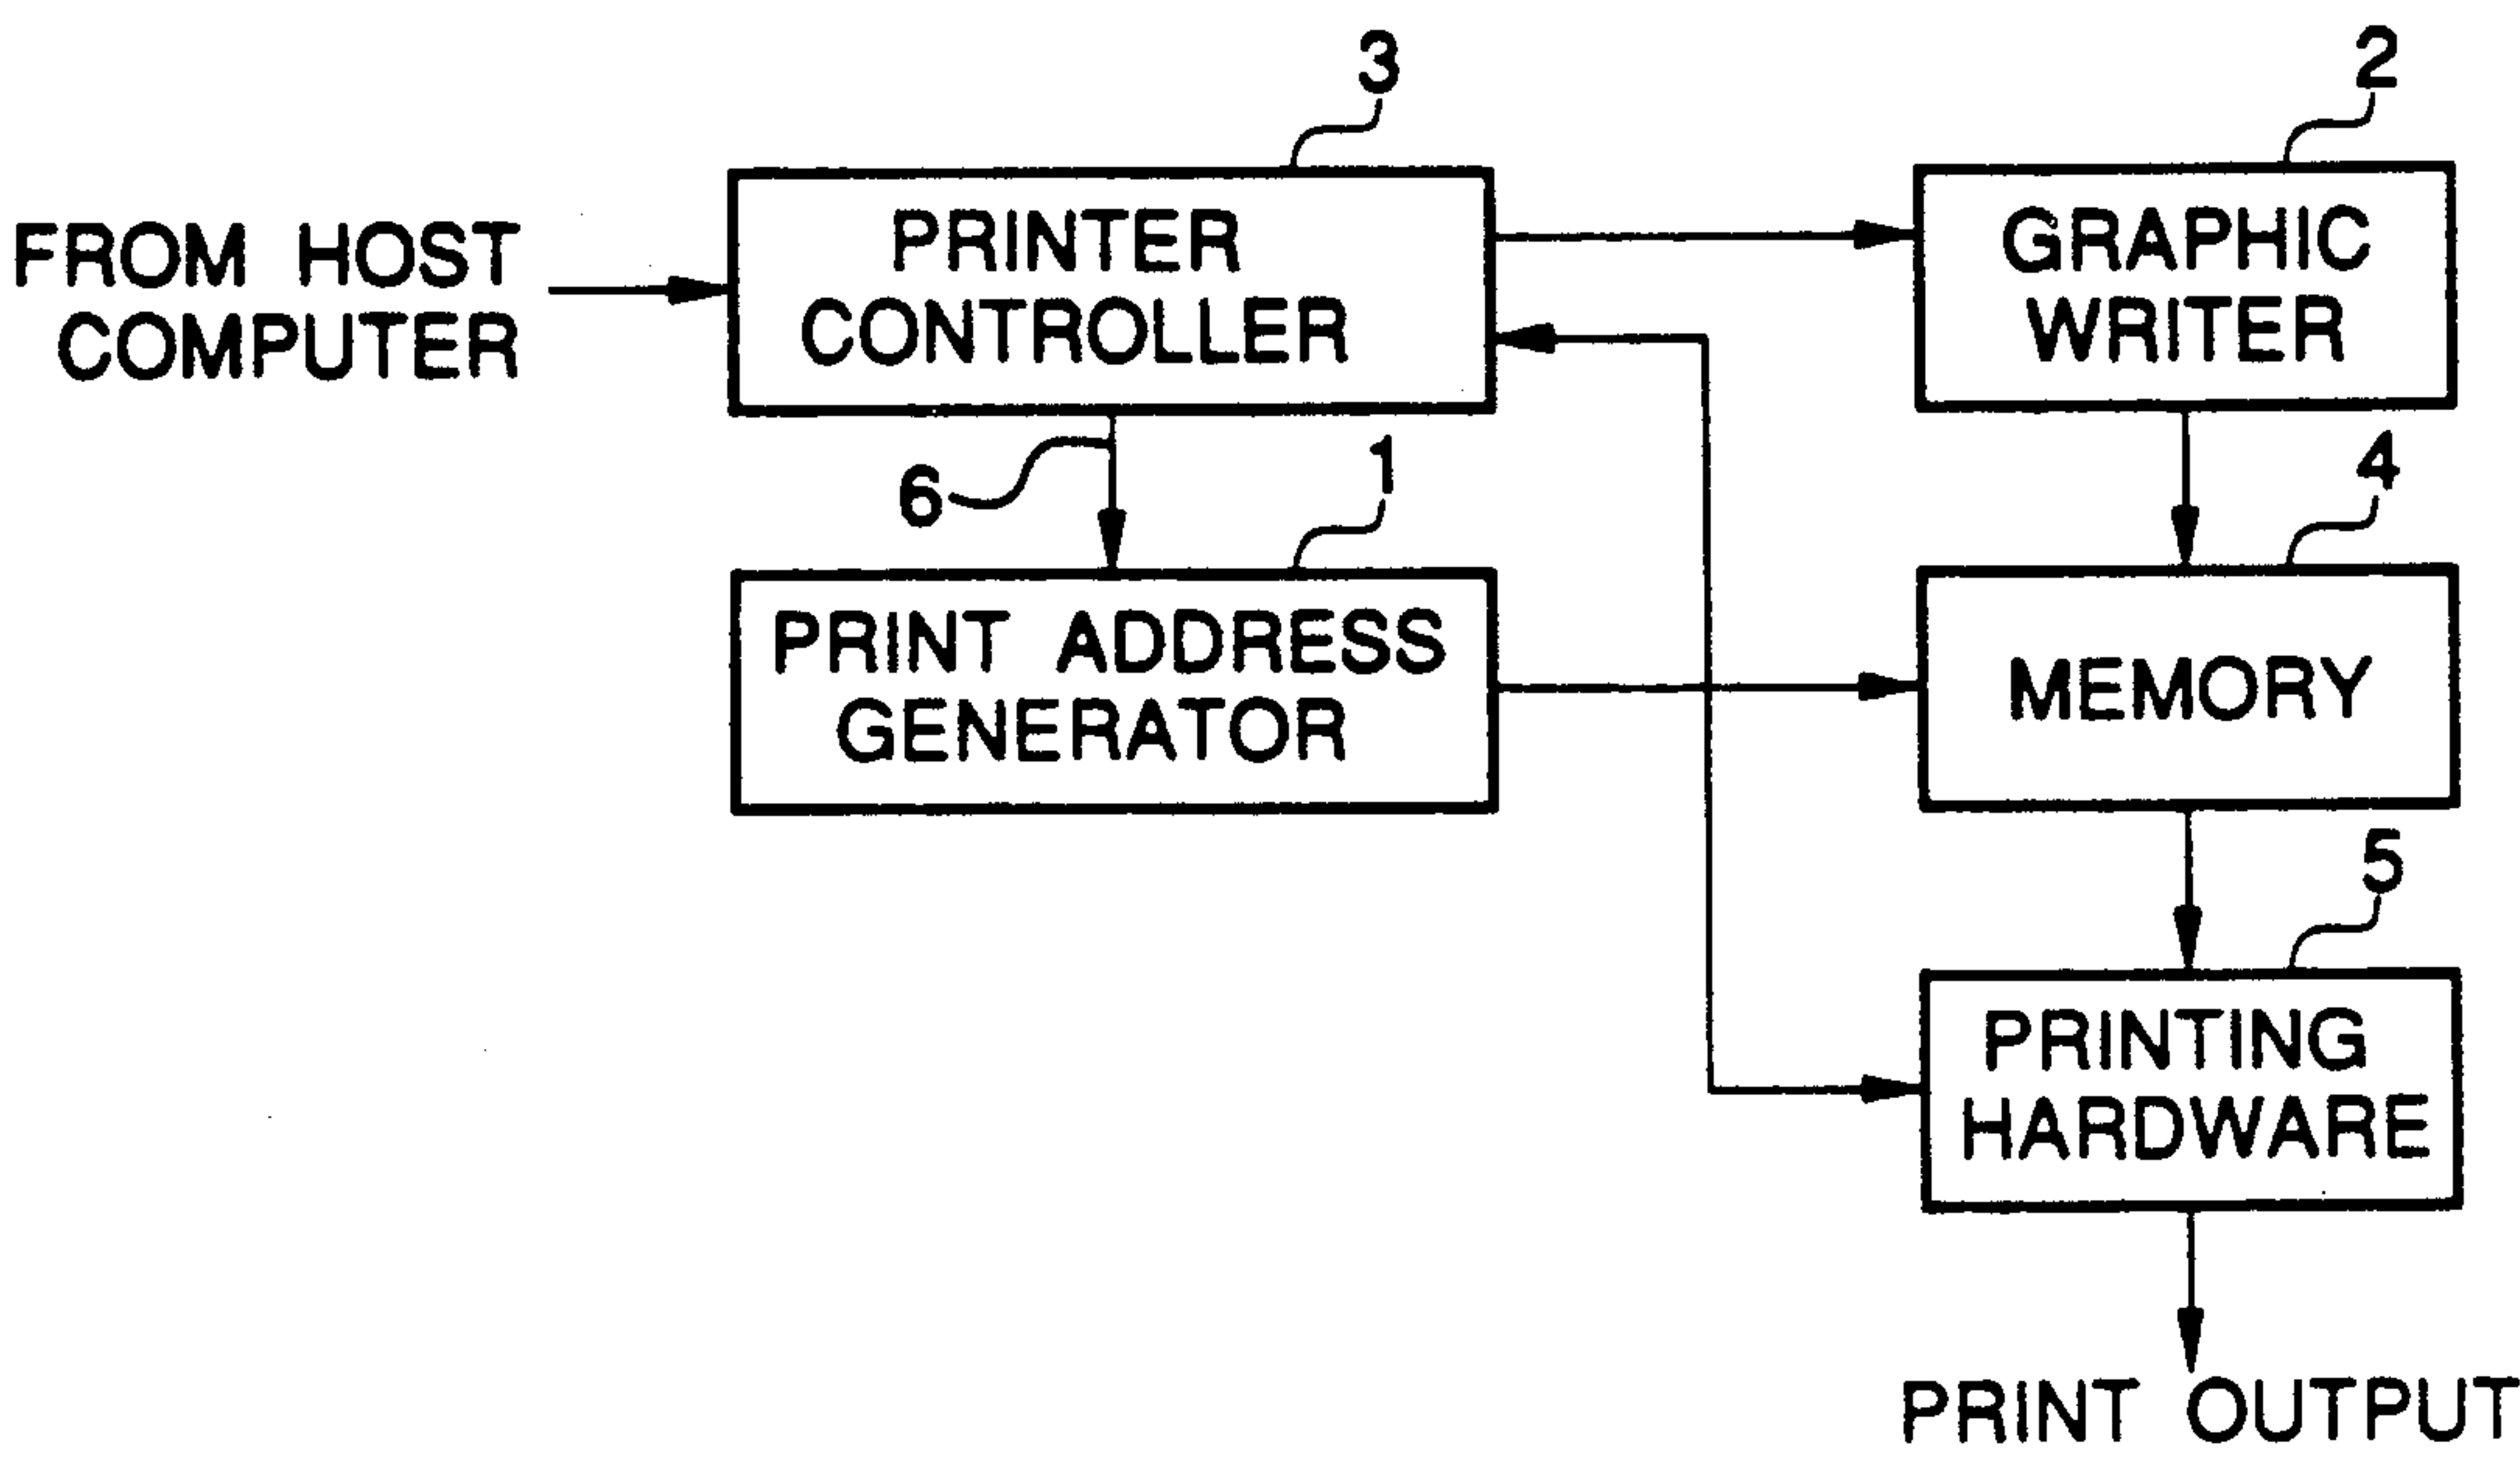 3
2
FROM HOST
COMPUTER
PRINTER
CONTROLLER
GRAPHIC
WRITER
6
1
4
PRINT ADDRESS
GENERATOR
MEMORY
5
PRINTING
HARDWARE
PRINT OUTPUT